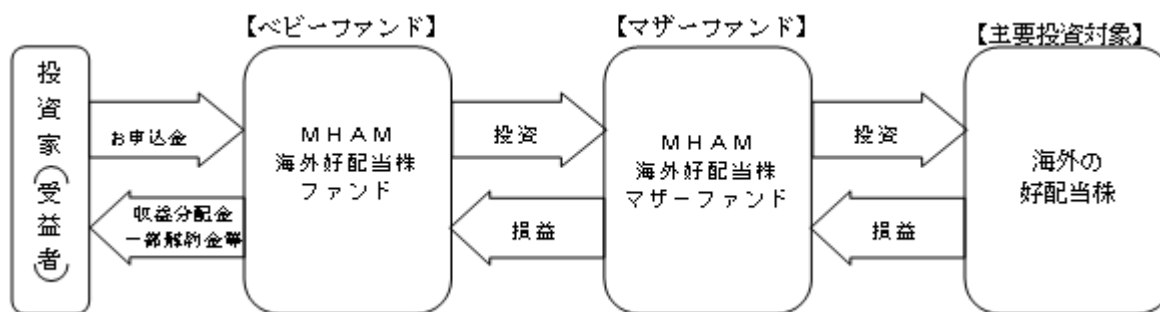 【ベビーファンド】
【マザーファンド】
【主要投資対象】
投資家（受益者）
お申込金
収益分配金
一部解約金等
ＭＨＡＭ
海外好配当株
ファンド
投資
損益
ＭＨＡＭ
海外好配当株
マザーファンド
投資
損益
海外の
好配当株